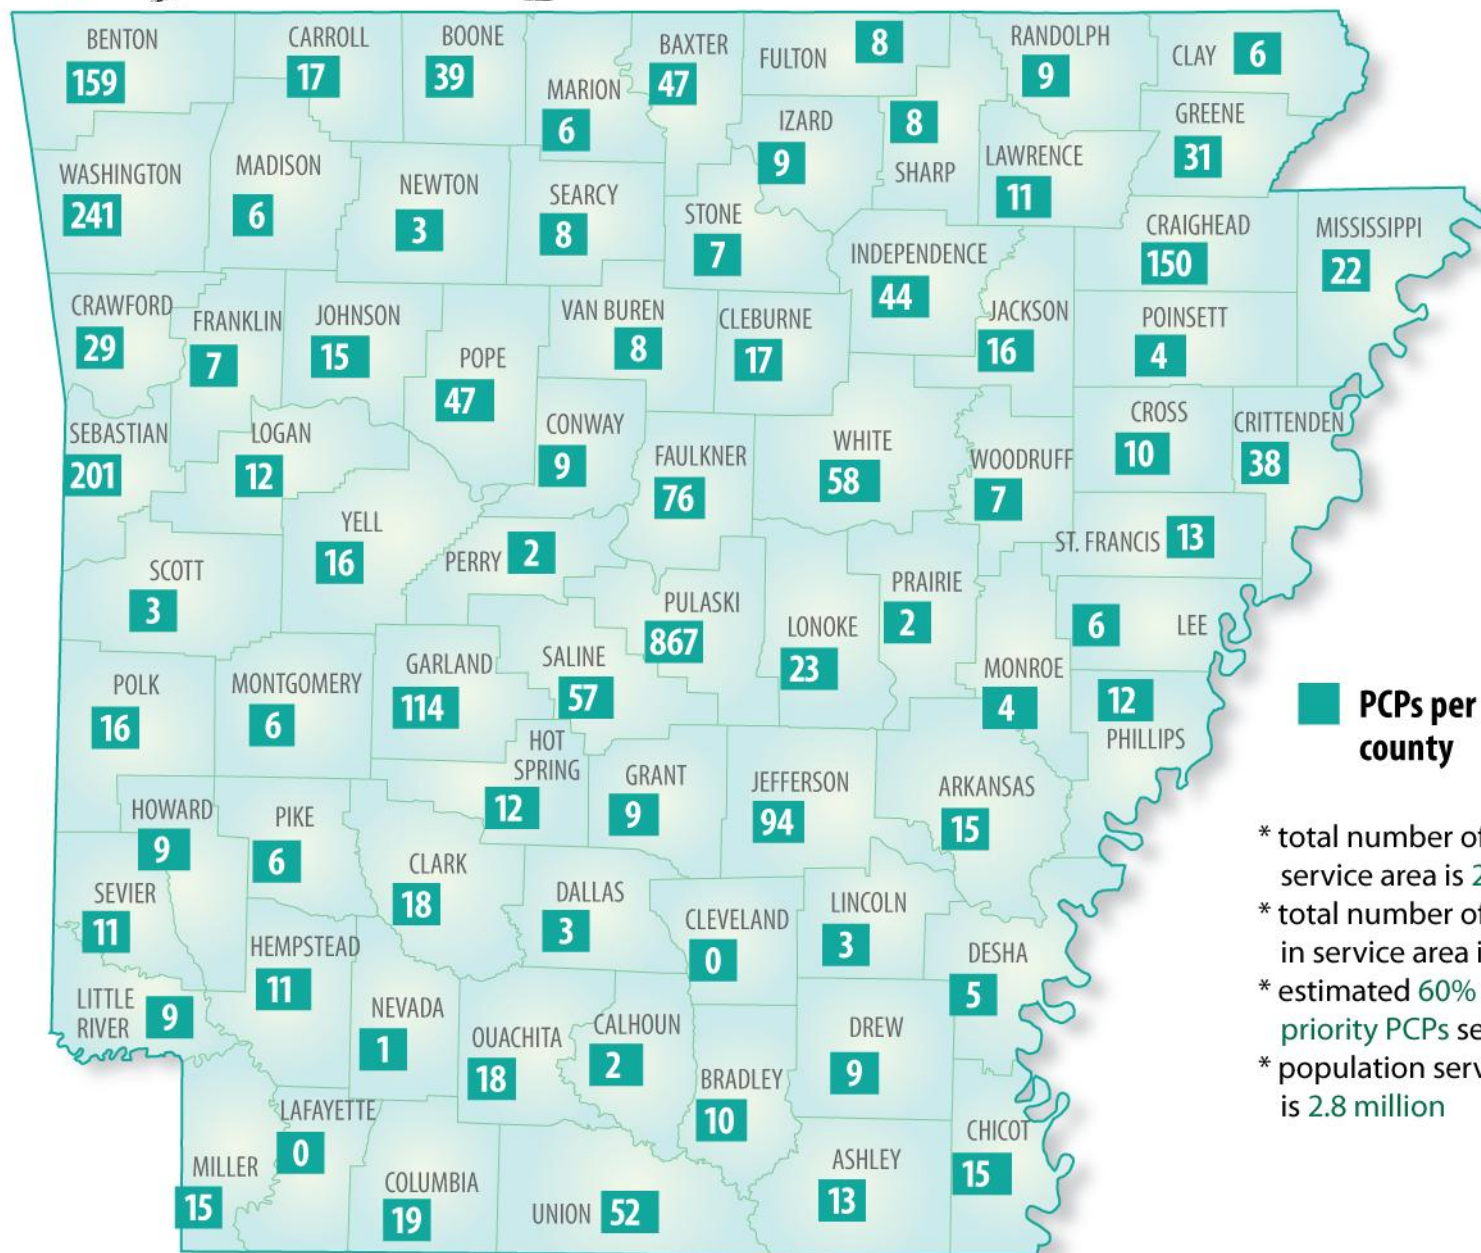 BENTON
159
CARROLL
17
BOONE
39
MARION
6
BAXTER
47
FULTON
8
IZARD
9
8
SHARP
RANDOLPH
9
CLAY
6
GREENE
31
LAWRENCE
11
WASHINGTON
241
MADISON
6
NEWTON
3
SEARCY
8
STONE
7
INDEPENDENCE
44
CRAIGHEAD
150
MISSISSIPPI
22
CRAWFORD
29
FRANKLIN
7
JOHNSON
15
POPE
47
VAN BUREN
8
CLEBURNE
17
JACKSON
16
POINSETT
4
SEBASTIAN
201
LOGAN
12
CONWAY
9
FAULKNER
76
WHITE
58
WOODRUFF
7
CROSS
10
CRITTENDEN
38
YELL
16
PERRY
2
ST. FRANCIS
13
SCOTT
3
PULASKI
867
LONOKE
23
PRAIRIE
2
MONROE
4
6
LEE
POLK
16
MONTGOMERY
6
GARLAND
114
SALINE
57
12
PHILLIPS
HOT
SPRING
12
GRANT
9
JEFFERSON
94
ARKANSAS
15
HOWARD
9
PIKE
6
CLARK
18
DALLAS
3
CLEVELAND
0
LINCOLN
3
DESHA
5
SEVIER
11
HEMPSTEAD
11
LITTLE
RIVER
9
NEVADA
1
OUACHITA
18
CALHOUN
2
BRADLEY
10
DREW
9
MILLER
15
LAFAYETTE
0
COLUMBIA
19
UNION
52
ASHLEY
13
CHICOT
15
PCPs per
county
* total number of
service area is 2
* total number of
in service area i
* estimated 60%
priority PCPs se
* population serv
is 2.8 million